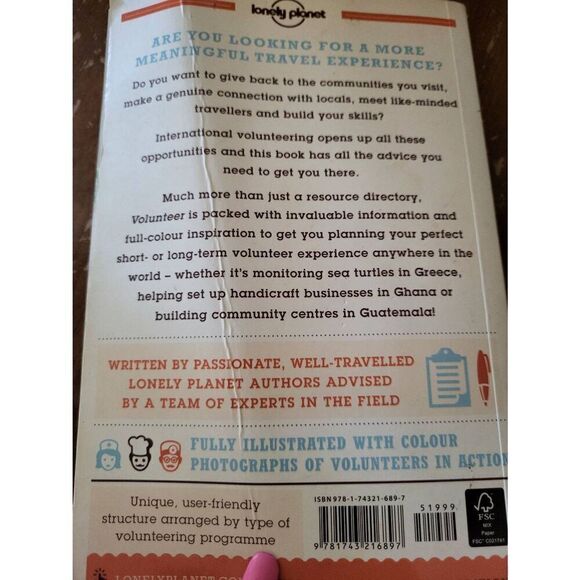 lonely planet
ARE YOU LOOKING FOR A MORE
MEANINGFUL TRAVEL EXPERIENCE?
Do you want to give back to the communities you visit,
make a genuine connection with locals, meet like-minded
travellers and build your skills?
International volunteering opens up all these
opportunities and this book has all the advice you
need to get you there.
Much more than just a resource directory,
Volunteer is packed with invaluable information and
full-colour inspiration to get you planning your perfect
short- or long-term volunteer experience anywhere in the
world – whether it's monitoring sea turtles in Greece,
helping set up handicraft businesses in Ghana or
building community centres in Guatemala!
WRITTEN BY PASSIONATE, WELL-TRAVELLED
LONELY PLANET AUTHORS ADVISED
BY A TEAM OF EXPERTS IN THE FIELD
FULLY ILLUSTRATED WITH COLOUR
PHOTOGRAPHS OF VOLUNTEERS IN ACTION
Unique, user-friendly
structure arranged by type of
volunteering programme
ISBN 978-1-74321-689-7
51999
9 781743 216897
FSC
MIX
Paper
FSC® C021741
LONELYPLANET.CO